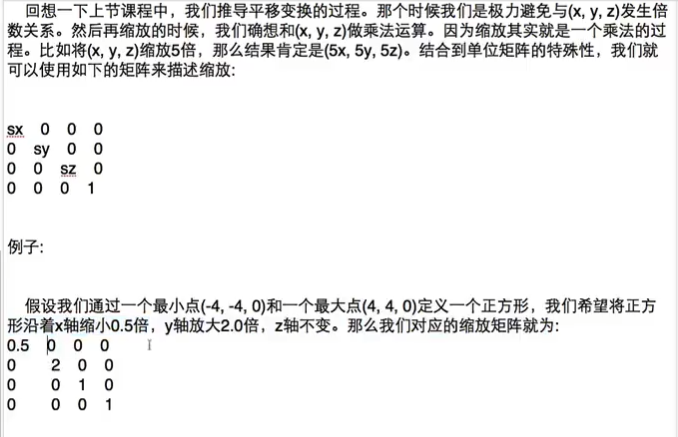 回想一下上节课程中，我们推导平移变换的过程。那个时候我们是极力避免与(x, y, z)发生倍
数关系。然后再缩放的时候，我们确想和(x, y, z)做乘法运算。因为缩放其实就是一个乘法的过
程。比如将(x, y, z)缩放5倍，那么结果肯定是(5x, 5y, 5z)。结合到单位矩阵的特殊性，我们就
可以使用如下的矩阵来描述缩放:
sx 0 0 0
0 sy 0 0
0 0 sz 0
0 0 0 1
例子:
假设我们通过一个最小点(-4, -4, 0)和一个最大点(4, 4, 0)定义一个正方形，我们希望将正方
形沿着x轴缩小0.5倍，y轴放大2.0倍，z轴不变。那么我们对应的缩放矩阵就为:
0.5 0 0 0
0 2 0 0
0 0 1 0
0 0 0 1